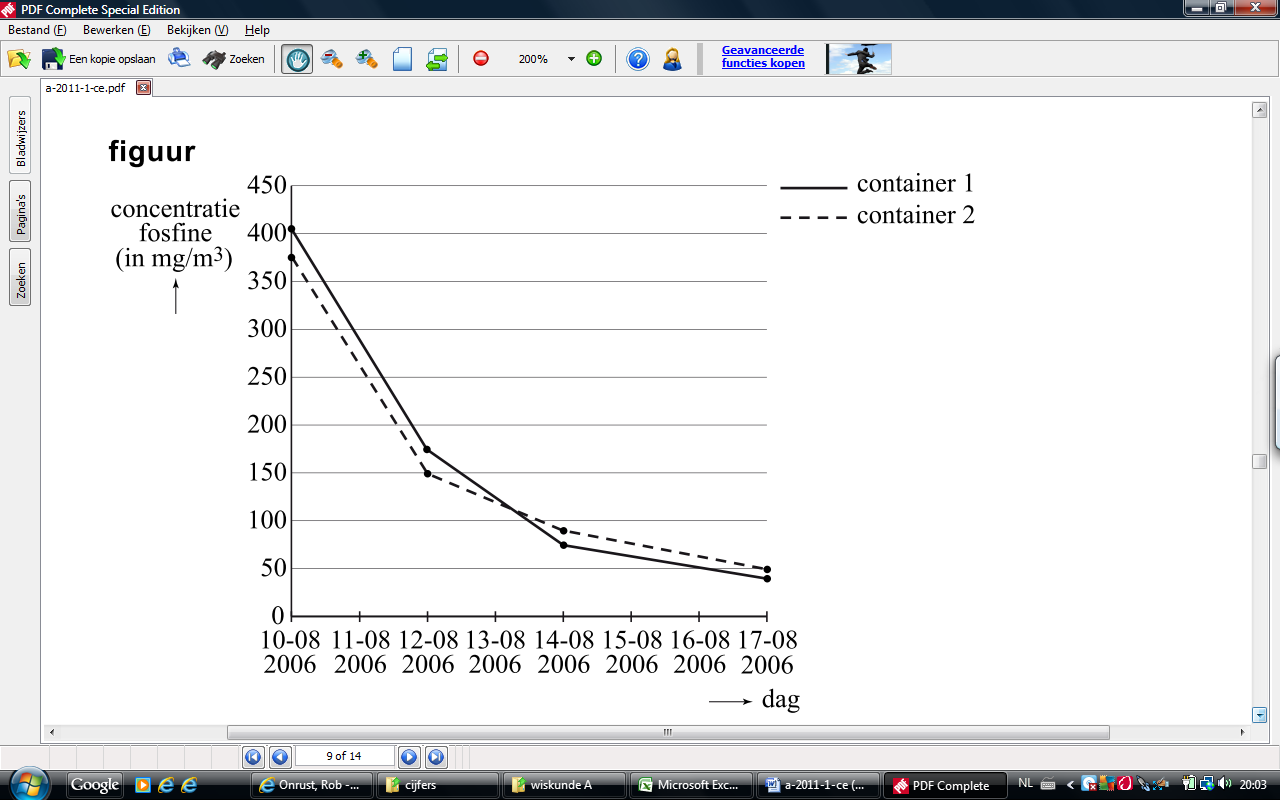 PDF Complete Special Edition
Bestand (F) Bewerken (E) Bekijken (V) Help
Een kopie opslaan Zoeken 200% Geavanceerde
functies kopen
a-2011-1-ce.pdf
Bladwijzers
Pagina's
Zoeken
figuur
concentratie
fosfine
(in mg/m³)
450
400
350
300
250
200
150
100
50
0
container 1
container 2
10-08 11-08 12-08 13-08 14-08 15-08 16-08 17-08
2006 2006 2006 2006 2006 2006 2006 2006
dag
9 of 14
Google Onrust, Rob -... cijfers wiskunde A Microsoft Exc... a-2011-1-ce (... PDF Complete NL 20:03